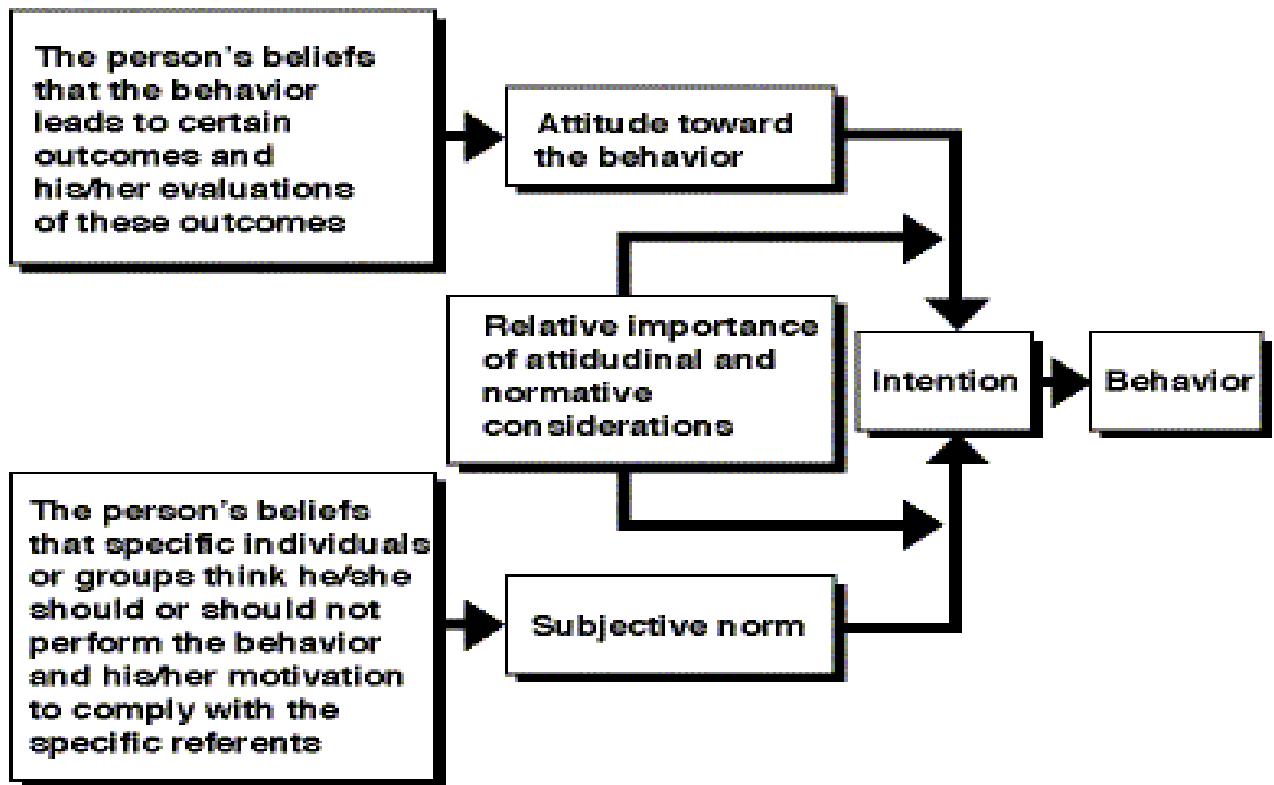 The person's beliefs
that the behavior
leads to certain
outcomes and
his/her evaluations
of these outcomes
Attitude toward
the behavior
Relative importance
of attidudinal and
normative
considerations
Intention
Behavior
The person's beliefs
that specific individuals
or groups think he/she
should or should not
perform the behavior
and his/her motivation
to comply with the
specific referents
Subjective norm